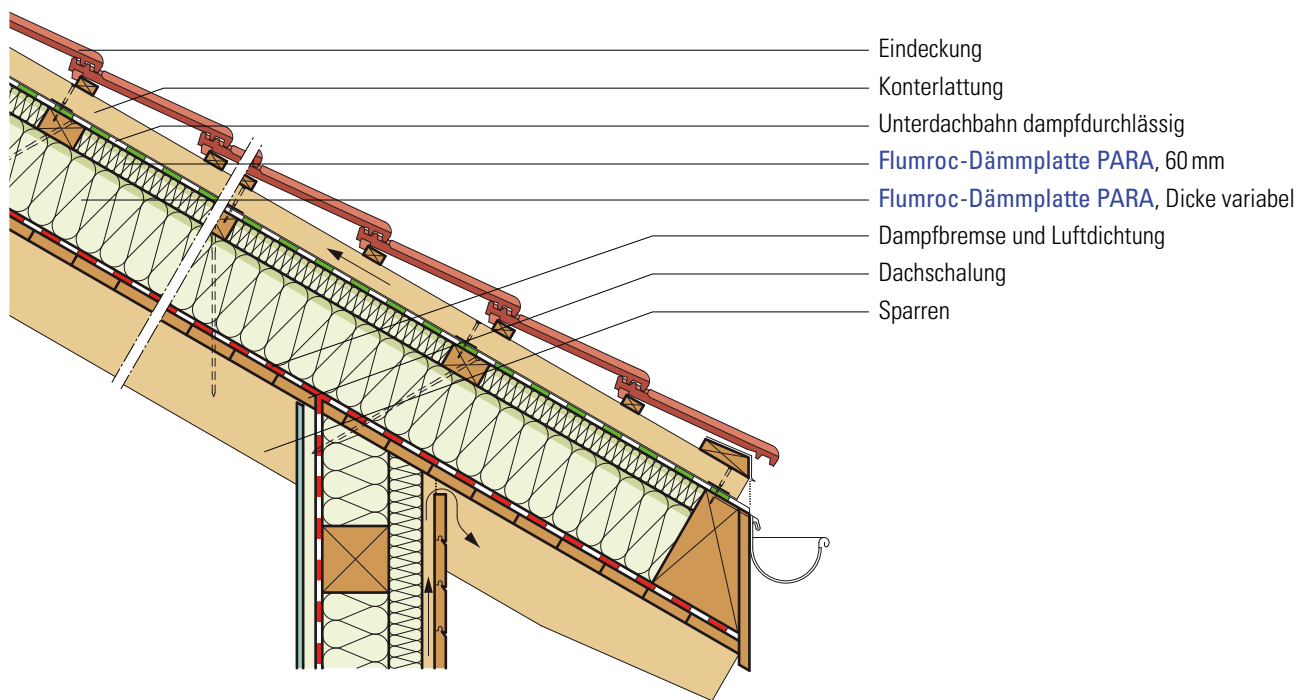 Eindeckung
Konterlattung
Unterdachbahn dampfdurchlässig
Flumroc-Dämmplatte PARA, 60 mm
Flumroc-Dämmplatte PARA, Dicke variabel
Dampfbremse und Luftdichtung
Dachschalung
Sparren